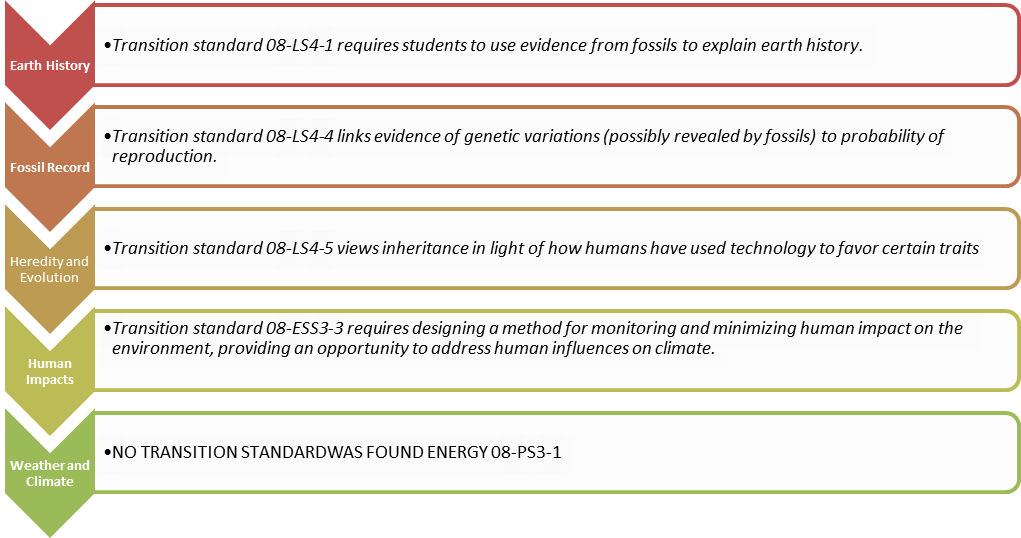 Earth History
•Transition standard 08-LS4-1 requires students to use evidence from fossils to explain earth history.
Fossil Record
•Transition standard 08-LS4-4 links evidence of genetic variations (possibly revealed by fossils) to probability of
reproduction.
Heredity and
Evolution
•Transition standard 08-LS4-5 views inheritance in light of how humans have used technology to favor certain traits
Human
Impacts
•Transition standard 08-ESS3-3 requires designing a method for monitoring and minimizing human impact on the
environment, providing an opportunity to address human influences on climate.
Weather and
Climate
•NO TRANSITION STANDARDWAS FOUND ENERGY 08-PS3-1